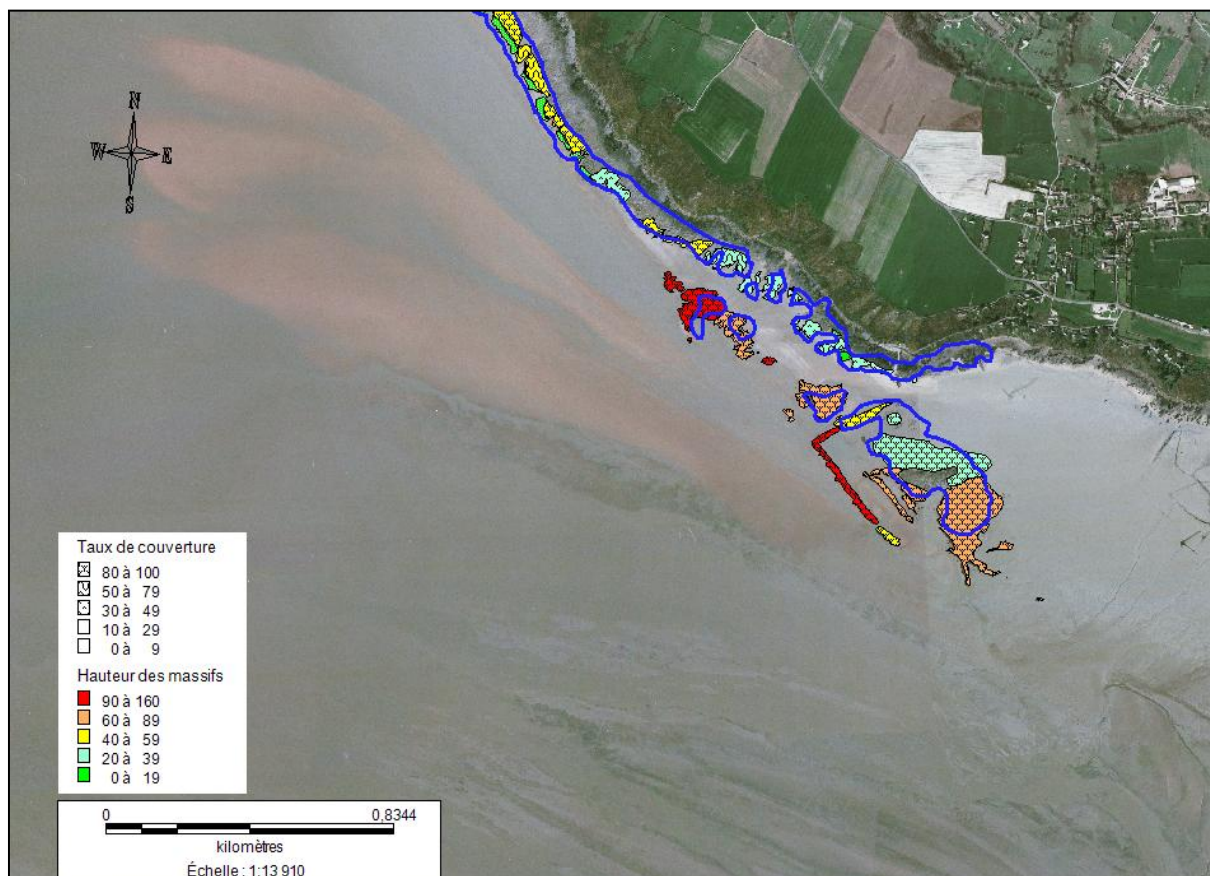 N
W E
S
Taux de couverture
80 à 100
50 à 79
30 à 49
10 à 29
0 à 9
Hauteur des massifs
90 à 160
60 à 89
40 à 59
20 à 39
0 à 19
0 0,8344
kilomètres
Échelle : 1:13 910